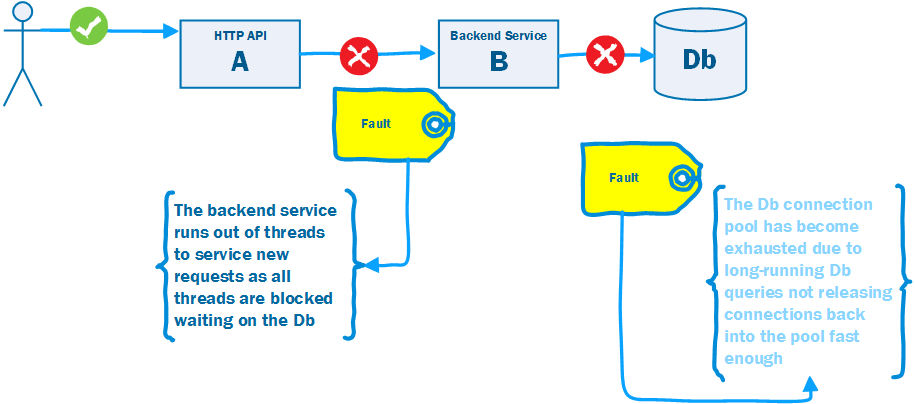 HTTP API
A
Backend Service
B
Db
Fault
Fault
The backend service
runs out of threads
to service new
requests as all
threads are blocked
waiting on the Db
The Db connection
pool has become
exhausted due to
long-running Db
queries not releasing
connections back
into the pool fast
enough